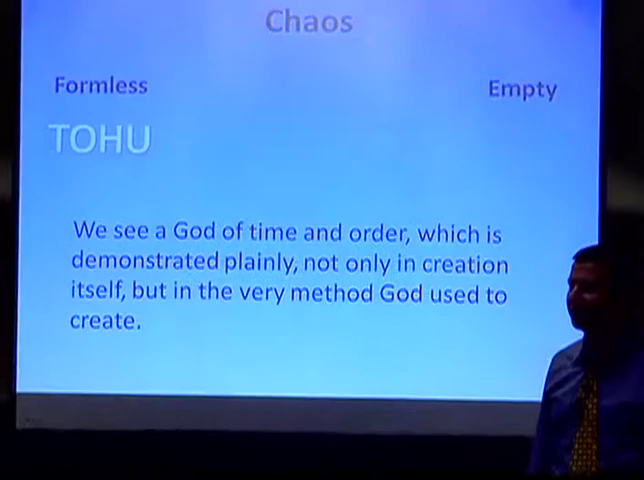 Chaos
Formless Empty
TOHU
We see a God of time and order, which is
demonstrated plainly, not only in creation
itself, but in the very method God used to
create.